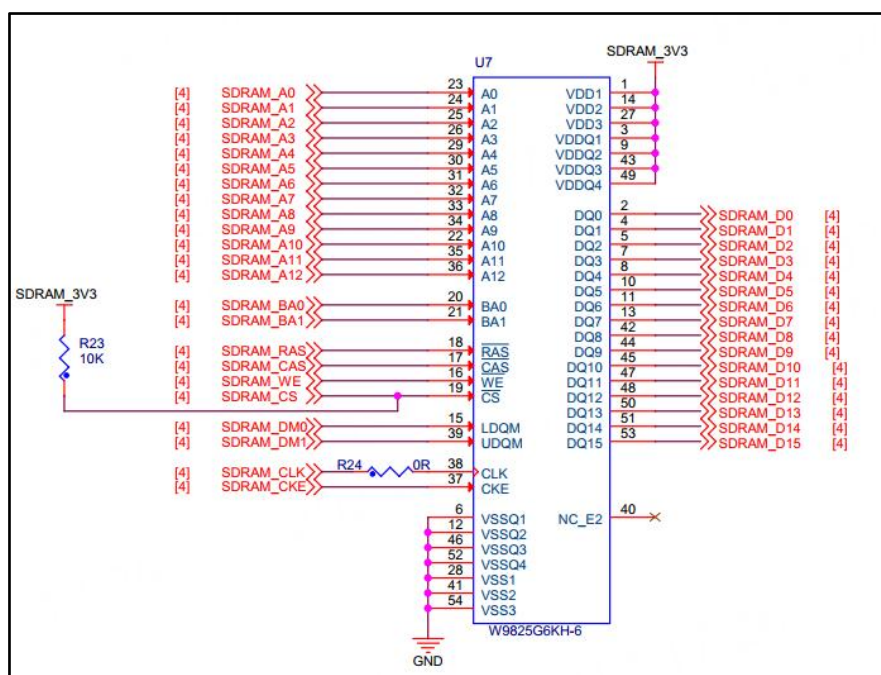 SDRAM_3V3
U7
[4] SDRAM_A0 23 A0 VDD1 1
[4] SDRAM_A1 24 A1 VDD2 14
[4] SDRAM_A2 25 A2 VDD3 27
[4] SDRAM_A3 26 A3 VDDQ1 3
[4] SDRAM_A4 29 A4 VDDQ2 9
[4] SDRAM_A5 30 A5 VDDQ3 43
[4] SDRAM_A6 31 A6 VDDQ4 49
[4] SDRAM_A7 32 A7
[4] SDRAM_A8 33 A8 DQ0 2 SDRAM_D0 [4]
[4] SDRAM_A9 34 A9 DQ1 4 SDRAM_D1 [4]
[4] SDRAM_A10 22 A10 DQ2 5 SDRAM_D2 [4]
[4] SDRAM_A11 35 A11 DQ3 7 SDRAM_D3 [4]
[4] SDRAM_A12 36 A12 DQ4 8 SDRAM_D4 [4]
SDRAM_3V3 DQ5 10 SDRAM_D5 [4]
[4] SDRAM_BA0 20 BA0 DQ6 11 SDRAM_D6 [4]
[4] SDRAM_BA1 21 BA1 DQ7 13 SDRAM_D7 [4]
DQ8 42 SDRAM_D8 [4]
R23 [4] SDRAM_RAS 18 RAS DQ9 44 SDRAM_D9 [4]
10K [4] SDRAM_CAS 17 CAS DQ10 45 SDRAM_D10 [4]
[4] SDRAM_WE 16 WE DQ11 47 SDRAM_D11 [4]
[4] SDRAM_CS 19 CS DQ12 48 SDRAM_D12 [4]
DQ13 50 SDRAM_D13 [4]
[4] SDRAM_DM0 15 LDQM DQ14 51 SDRAM_D14 [4]
[4] SDRAM_DM1 39 UDQM DQ15 53 SDRAM_D15 [4]
[4] SDRAM_CLK R24 0R 38 CLK
[4] SDRAM_CKE 37 CKE
6 VSSQ1 NC_E2 40
12 VSSQ2
46 VSSQ3
52 VSSQ4
28 VSS1
41 VSS2
54 VSS3
W9825G6KH-6
GND